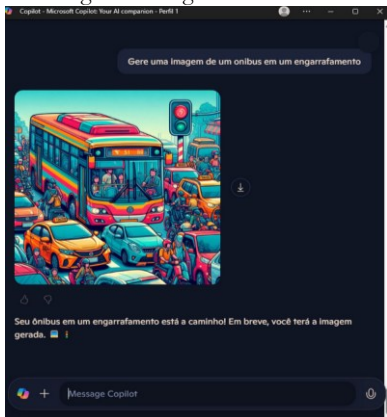 Copilot - Microsoft Copilot: Your AI companion - Perfil 1
Gere uma imagem de um onibus em um engarrafamento
Seu ônibus em um engarrafamento está a caminho! Em breve, você terá a imagem
gerada.
Message Copilot